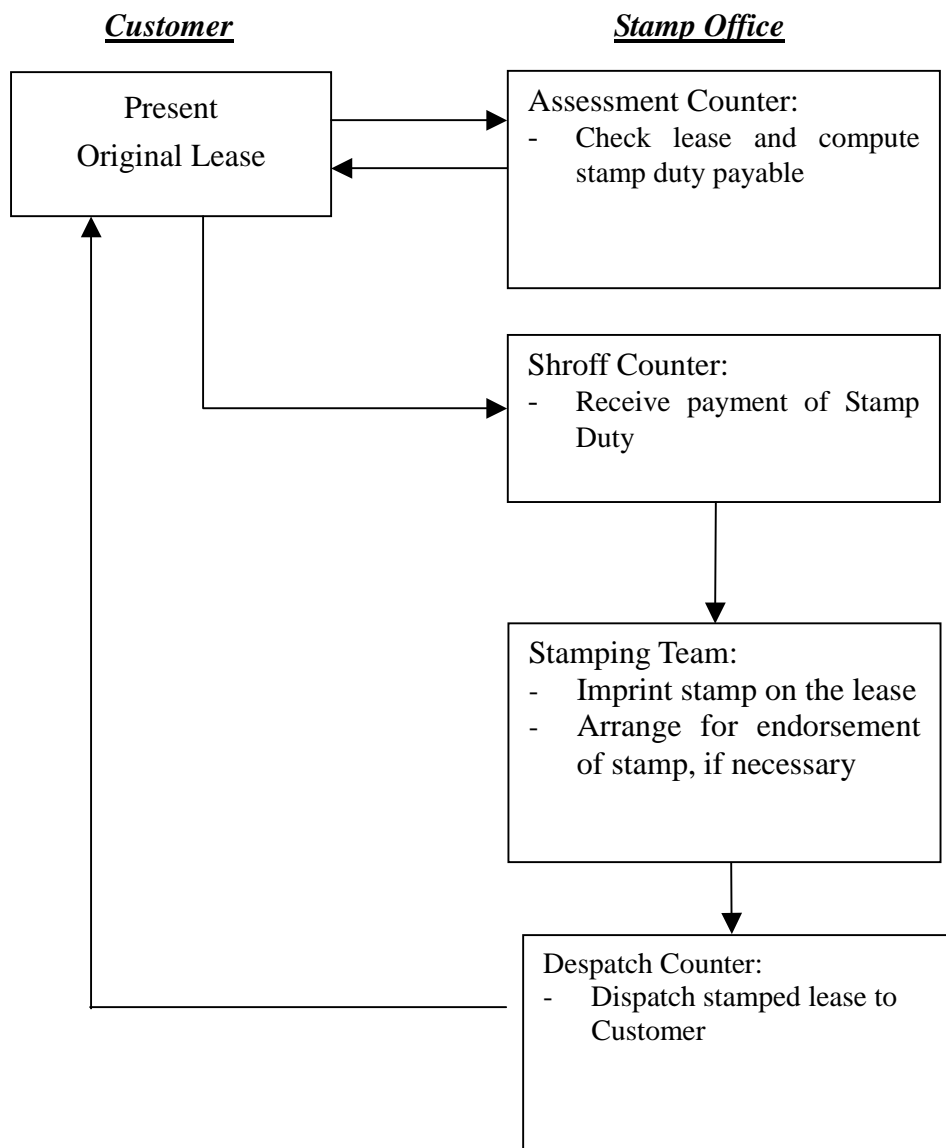 Customer
Stamp Office
Present
Original Lease
Assessment Counter:
- Check lease and compute
stamp duty payable
Shroff Counter:
- Receive payment of Stamp
Duty
Stamping Team:
- Imprint stamp on the lease
- Arrange for endorsement
of stamp, if necessary
Despatch Counter:
- Dispatch stamped lease to
Customer